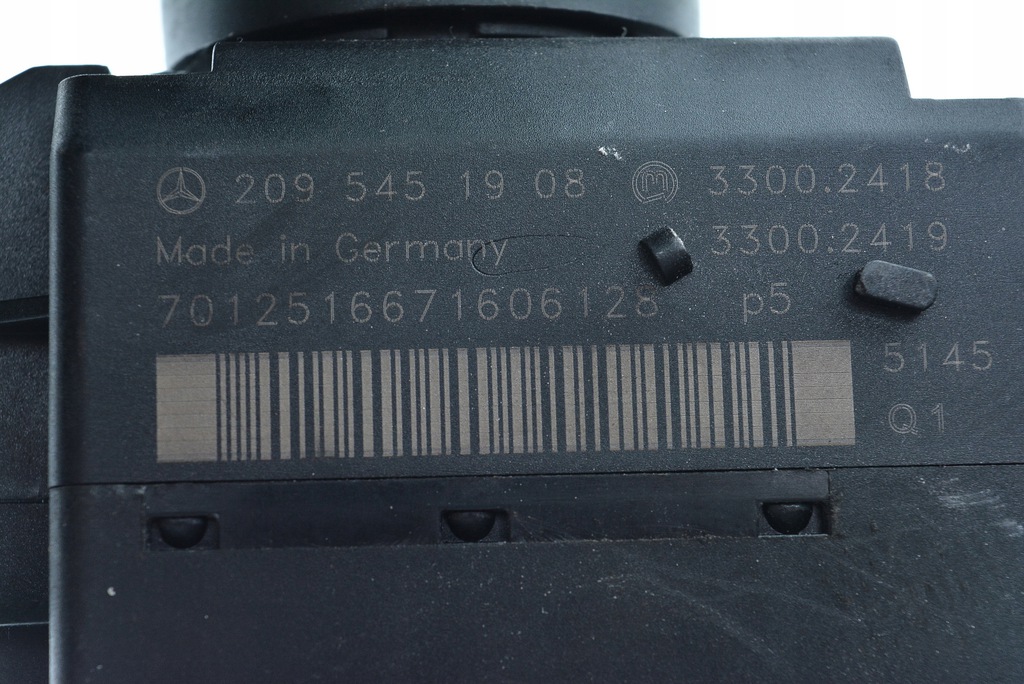 209 545 19 08 M 3300.2418
Made in Germany 3300.2419
7012516671606128 p5
5145
Q1